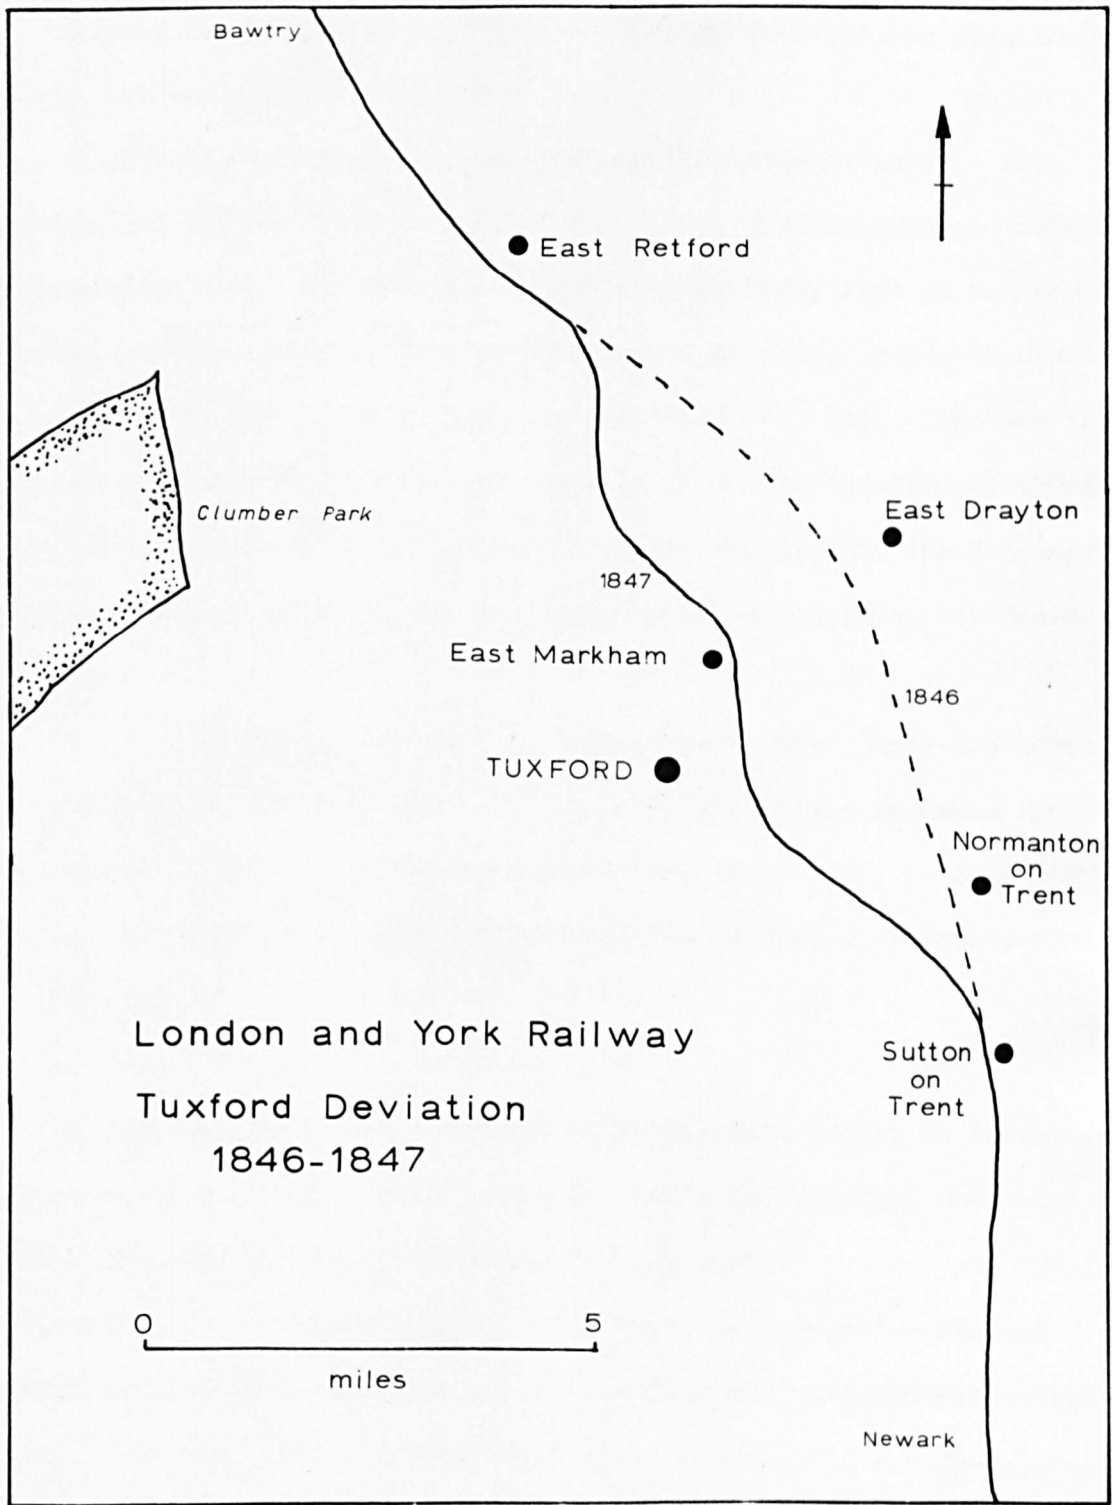 Bawtry
East Retford
Clumber Park
East Drayton
1847
East Markham
1846
TUXFORD
Normanton
on
Trent
London and York Railway
Sutton
on
Trent
Tuxford Deviation
1846-1847
0 5
miles
Newark